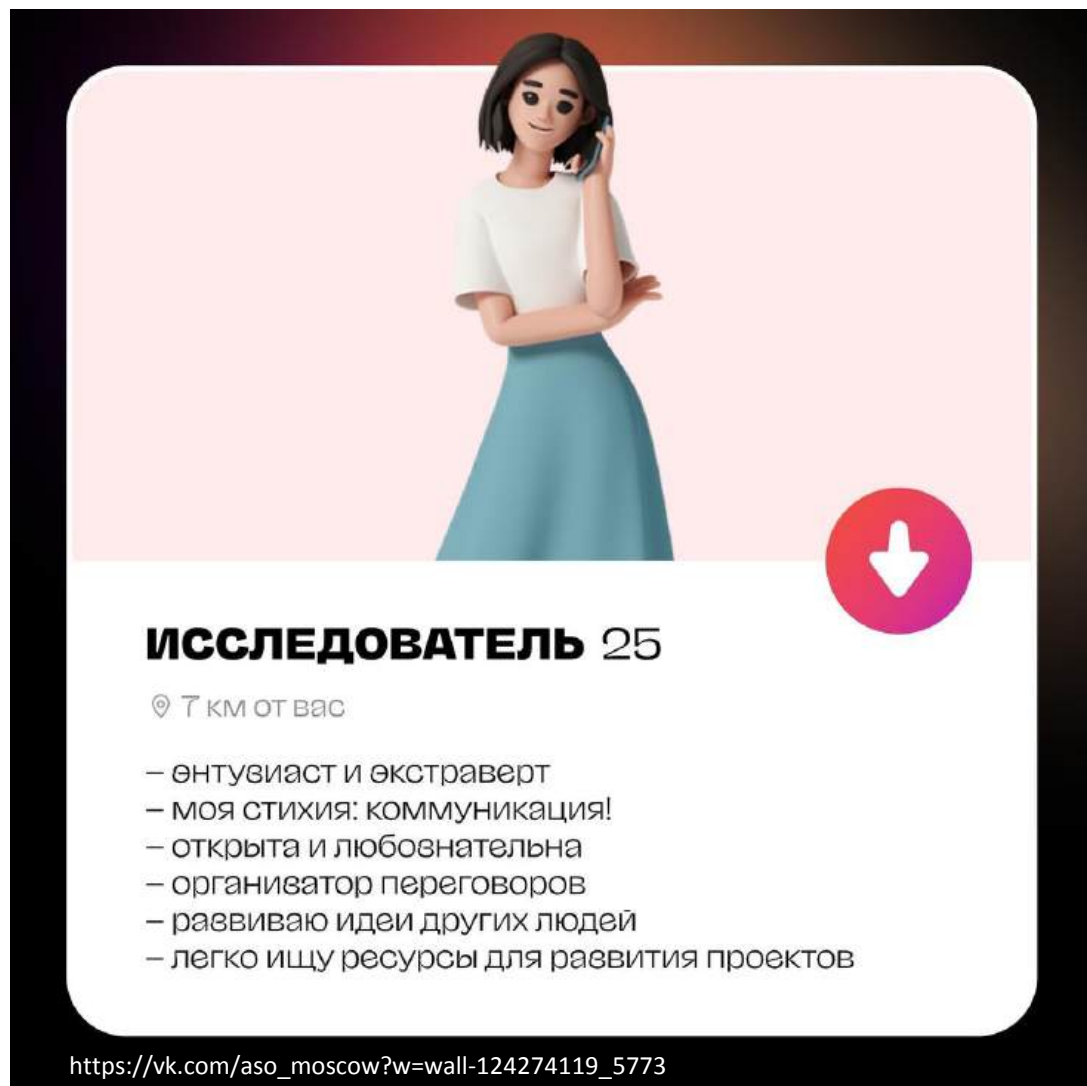 ИССЛЕДОВАТЕЛЬ 25
7 км от вас
– энтузиаст и экстраверт
– моя стихия: коммуникация!
– открыта и любознательна
– организатор переговоров
– развиваю идеи других людей
– легко ищу ресурсы для развития проектов
https://vk.com/aso_moscow?w=wall-124274119_5773